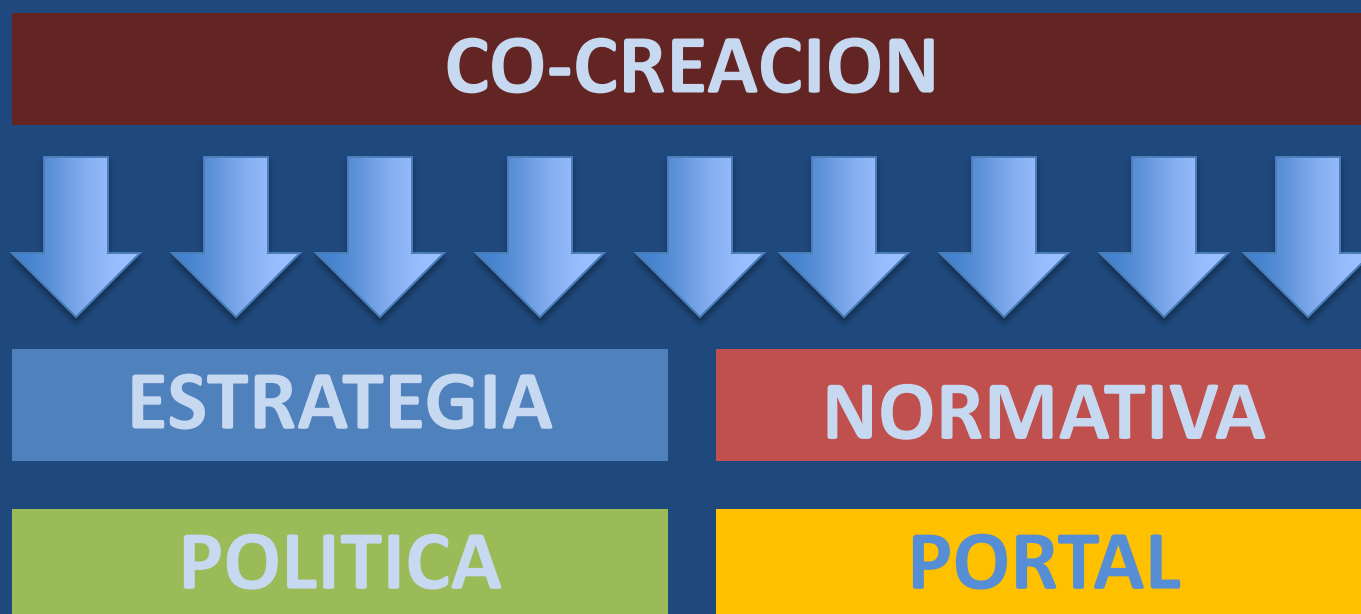 CO-CREACION
ESTRATEGIA
NORMATIVA
POLITICA
PORTAL